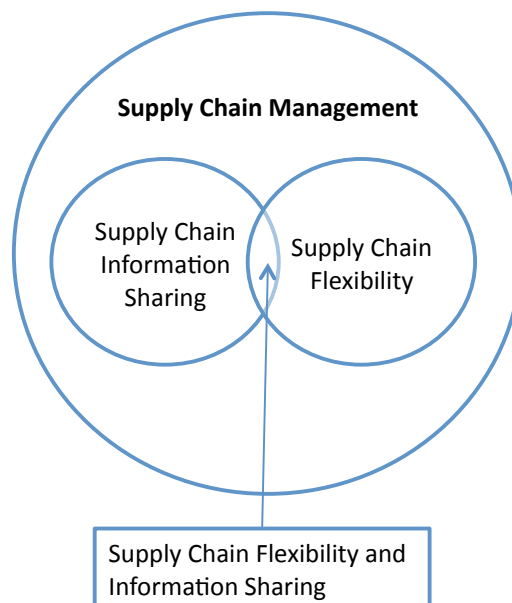 Supply Chain Management
Supply Chain
Information
Sharing
Supply Chain
Flexibility
Supply Chain Flexibility and
Information Sharing